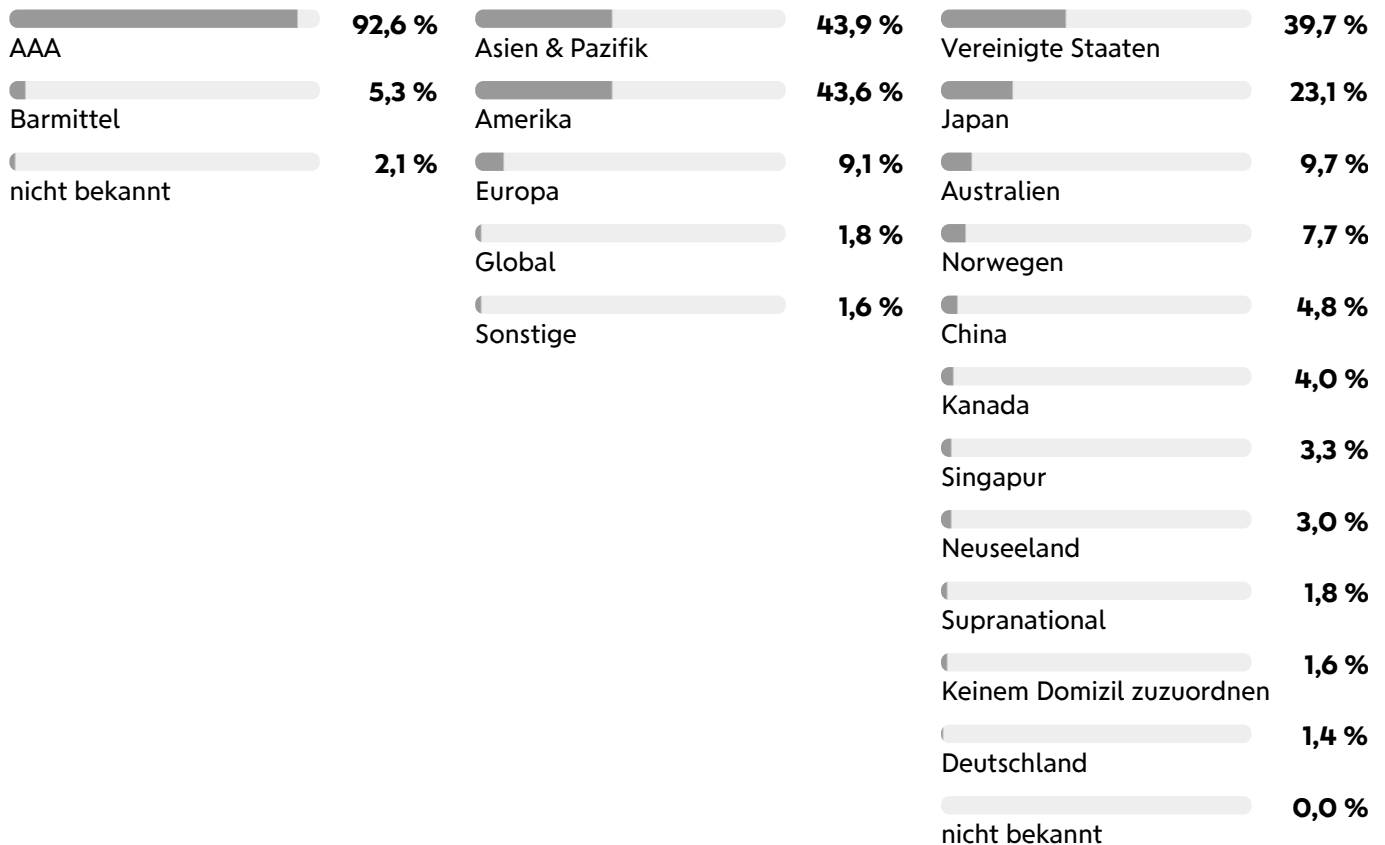 92,6 %
AAA
5,3 %
Barmittel
2,1 %
nicht bekannt
43,9 %
Asien & Pazifik
43,6 %
Amerika
9,1 %
Europa
1,8 %
Global
1,6 %
Sonstige
39,7 %
Vereinigte Staaten
23,1 %
Japan
9,7 %
Australien
7,7 %
Norwegen
4,8 %
China
4,0 %
Kanada
3,3 %
Singapur
3,0 %
Neuseeland
1,8 %
Supranational
1,6 %
Keinem Domizil zuzuordnen
1,4 %
Deutschland
0,0 %
nicht bekannt